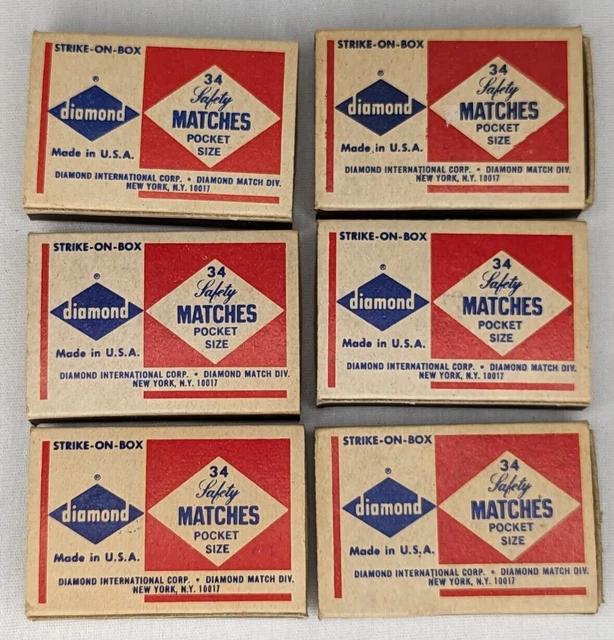 STRIKE-ON-BOX
®
diamond
Made in U.S.A.
34
Safety
MATCHES
POCKET
SIZE
DIAMOND INTERNATIONAL CORP. • DIAMOND MATCH DIV.
NEW YORK, N.Y. 10017
STRIKE-ON-BOX
®
diamond
Made in U.S.A.
34
Safety
MATCHES
POCKET
SIZE
DIAMOND INTERNATIONAL CORP. • DIAMOND MATCH DIV.
NEW YORK, N.Y. 10017
STRIKE-ON-BOX
®
diamond
Made in U.S.A.
34
Safety
MATCHES
POCKET
SIZE
DIAMOND INTERNATIONAL CORP. • DIAMOND MATCH DIV.
NEW YORK, N.Y. 10017
STRIKE-ON-BOX
®
diamond
Made in U.S.A.
34
Safety
MATCHES
POCKET
SIZE
DIAMOND INTERNATIONAL CORP. • DIAMOND MATCH DIV.
NEW YORK, N.Y. 10017
STRIKE-ON-BOX
®
diamond
Made in U.S.A.
34
Safety
MATCHES
POCKET
SIZE
DIAMOND INTERNATIONAL CORP. • DIAMOND MATCH DIV.
NEW YORK, N.Y. 10017
STRIKE-ON-BOX
®
diamond
Made in U.S.A.
34
Safety
MATCHES
POCKET
SIZE
DIAMOND INTERNATIONAL CORP. • DIAMOND MATCH DIV.
NEW YORK, N.Y. 10017